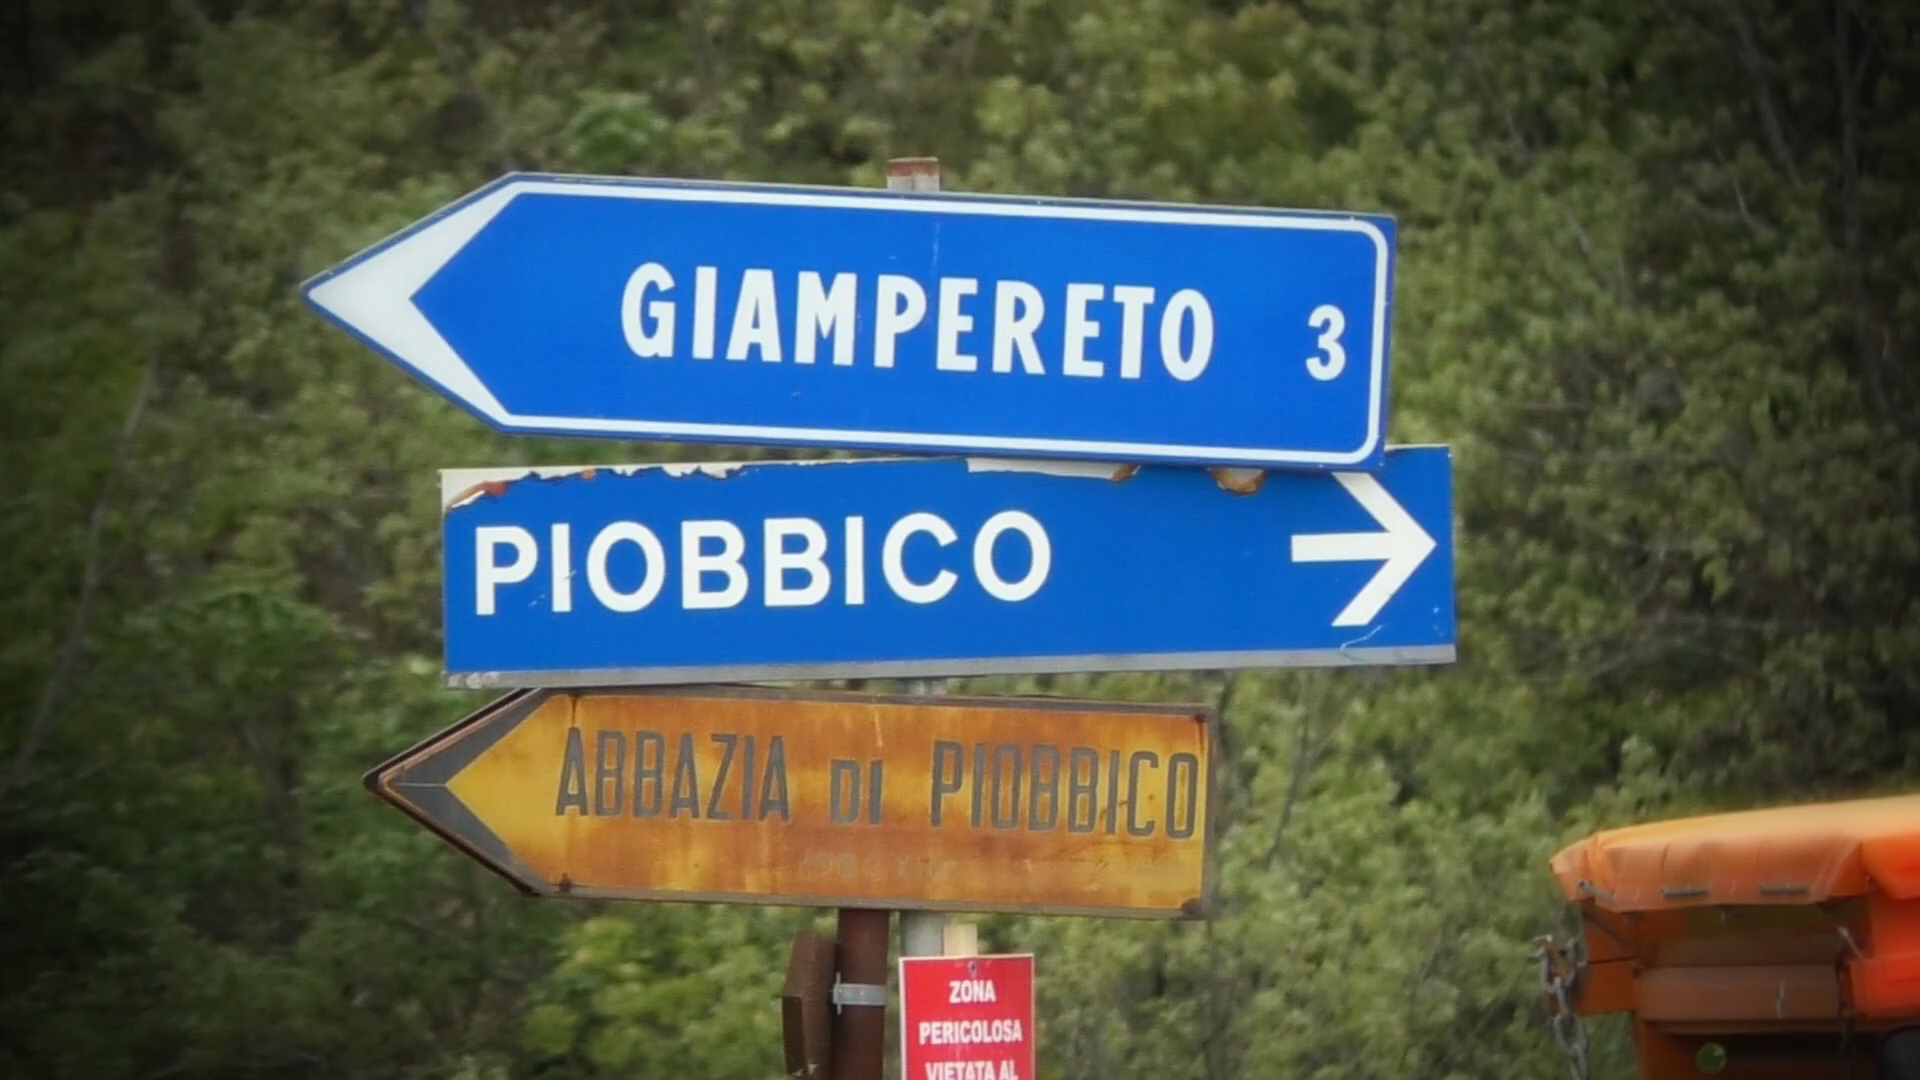 GIAMPERETO 3
PIOBBICO
ABBAZIA DI PIOBBICO
ZONA
PERICOLOSA
VIETATA AL